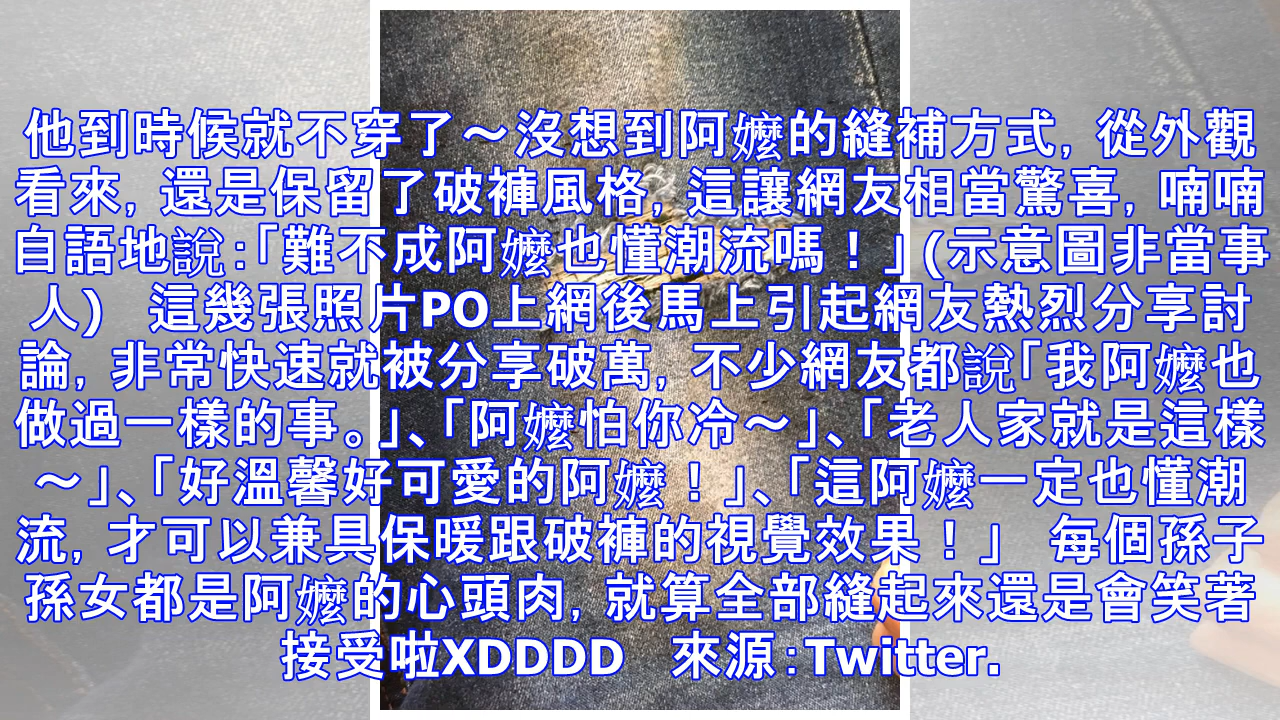 他到時候就不穿了～沒想到阿嬤的縫補方式, 從外觀
看來, 還是保留了破褲風格, 這讓網友相當驚喜, 喃喃
自語地說:「難不成阿嬤也懂潮流嗎！」(示意圖非當事
人)　這幾張照片PO上網後馬上引起網友熱烈分享討
論, 非常快速就被分享破萬, 不少網友都說「我阿嬤也
做過一樣的事。」、「阿嬤怕你冷～」、「老人家就是這樣
～」、「好溫馨好可愛的阿嬤！」、「這阿嬤一定也懂潮
流, 才可以兼具保暖跟破褲的視覺效果！」　每個孫子
孫女都是阿嬤的心頭肉, 就算全部縫起來還是會笑著
接受啦XDDDD　來源:Twitter.